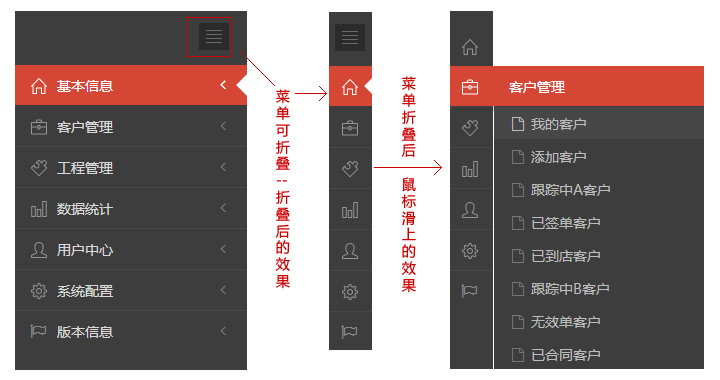 基本信息
客户管理
工程管理
数据统计
用户中心
系统配置
版本信息
菜单可折叠--折叠后的效果
菜单折叠后 鼠标滑上的效果
客户管理
我的客户
添加客户
跟踪中A客户
已签单客户
已到店客户
跟踪中B客户
无效单客户
已合同客户